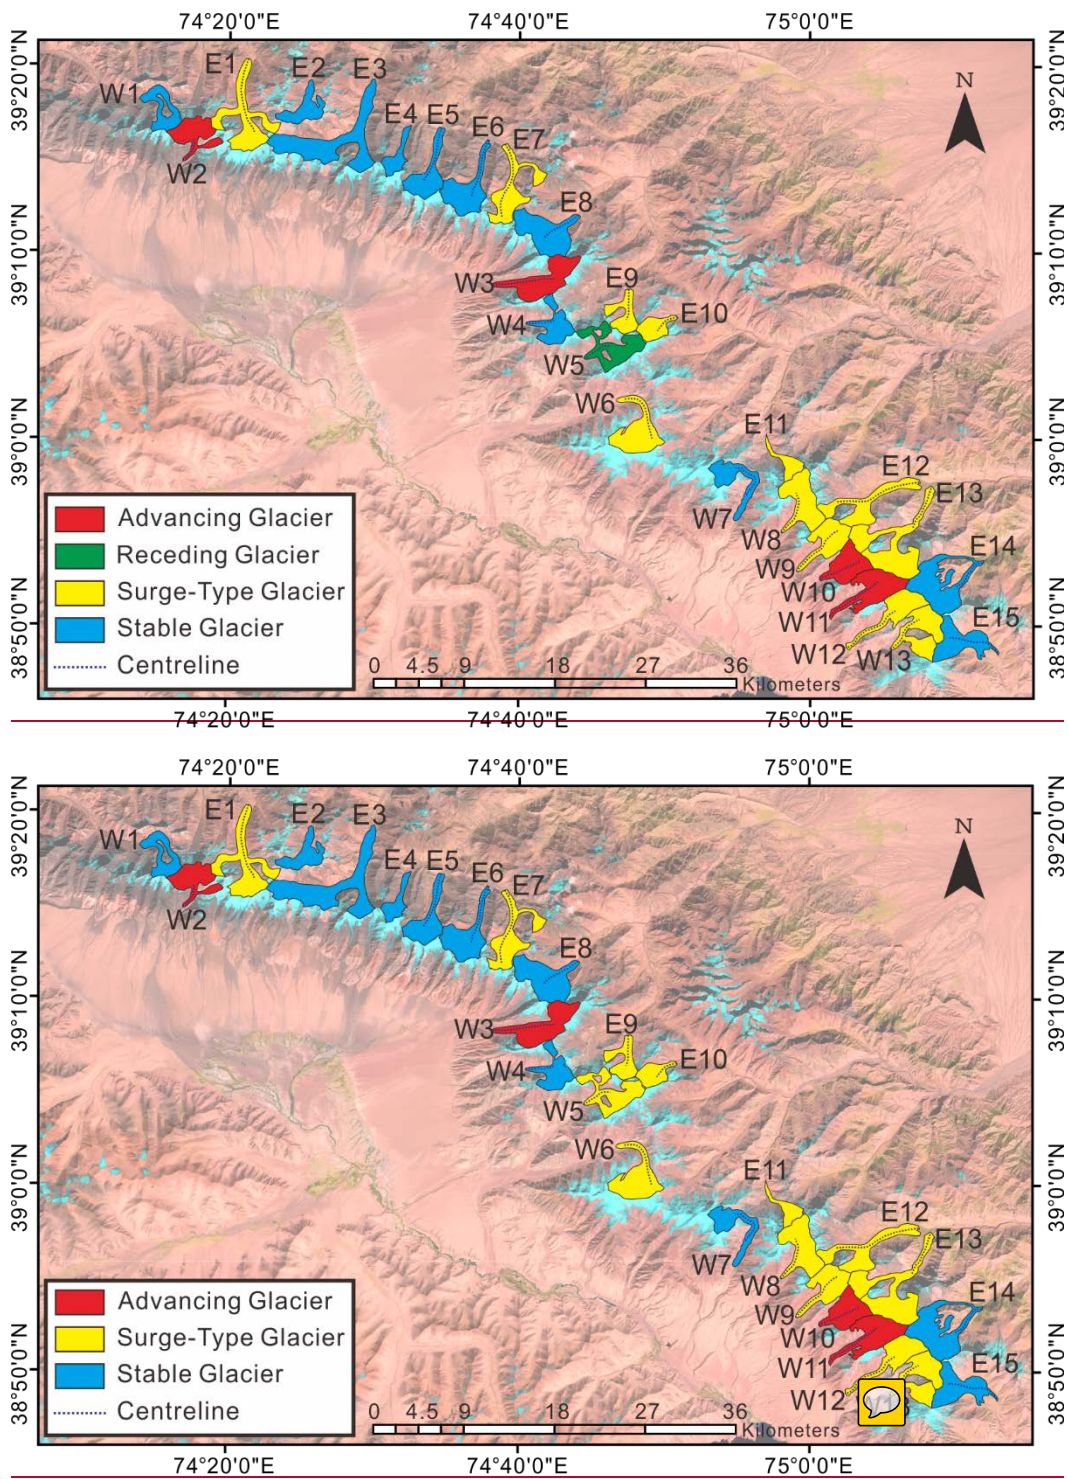 74°20'0"E 74°40'0"E 75°0'0"E
39°20'0"N 39°20'0"N
E1 E2 E3
W1
N
E4 E5 E6 E7
W2
E8
39°10'0"N 39°10'0"N
W3
E9
W4 E10
W5
W6
E11
39°0'0"N 39°0'0"N
E12
E13
W7
W8
Advancing Glacier
Receding Glacier
Surge-Type Glacier
Stable Glacier
Centreline
W9
E14
W10
W11
E15
38°50'0"N 38°50'0"N
W12 W13
0 4.5 9 18 27 36
Kilometers
74°20'0"E 74°40'0"E 75°0'0"E
74°20'0"E 74°40'0"E 75°0'0"E
39°20'0"N 39°20'0"N
E1 E2 E3
W1
N
E4 E5 E6 E7
W2
E8
39°10'0"N 39°10'0"N
W3
E9
W4 E10
W5
W6
E11
39°0'0"N 39°0'0"N
E12
E13
W7
W8
Advancing Glacier
Surge-Type Glacier
Stable Glacier
Centreline
E14
W9
W10
W11
E15
38°50'0"N 38°50'0"N
W12
0 4.5 9 18 27 36
Kilometers
74°20'0"E 74°40'0"E 75°0'0"E